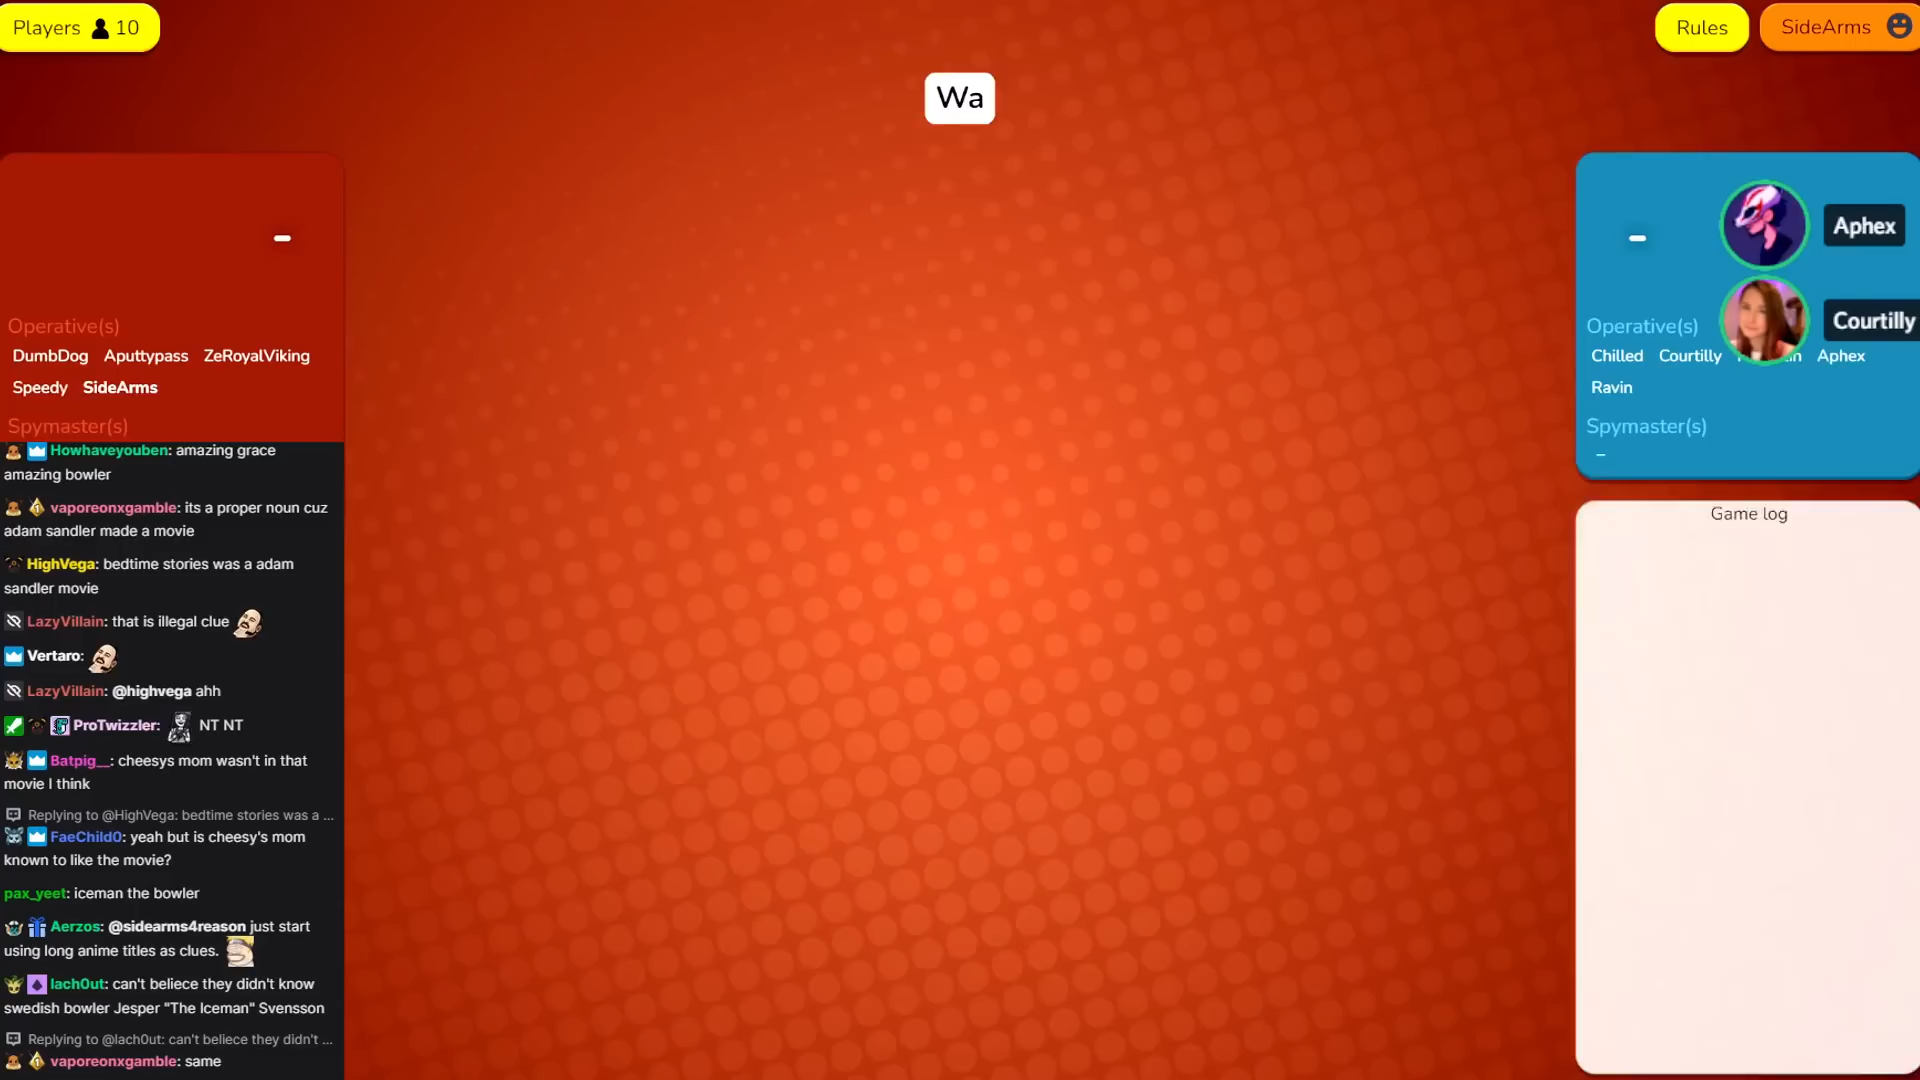 Players 10
Rules
SideArms
Wa
-
Operative(s)
DumbDog Aputtypass ZeRoyalViking
Speedy SideArms
Spymaster(s)
Howhaveyouben: amazing grace
amazing bowler
vaporeonxgamble: its a proper noun cuz
adam sandler made a movie
HighVega: bedtime stories was a adam
sandler movie
LazyVillain: that is illegal clue
Vertaro:
LazyVillain: @highvega ahh
ProTwizzler: NT NT
Batpig__: cheesys mom wasn't in that
movie I think
Replying to @HighVega: bedtime stories was a ...
FaeChild0: yeah but is cheesy's mom
known to like the movie?
pax_yeet: iceman the bowler
Aerzos: @sidearms4reason just start
using long anime titles as clues.
lach0ut: can't beliece they didn't know
swedish bowler Jesper "The Iceman" Svensson
Replying to @lach0ut: can't beliece they didn't ...
vaporeonxgamble: same
-
Aphex
Courtilly
Operative(s)
Chilled Courtilly Aphex
Ravin
Spymaster(s)
-
Game log